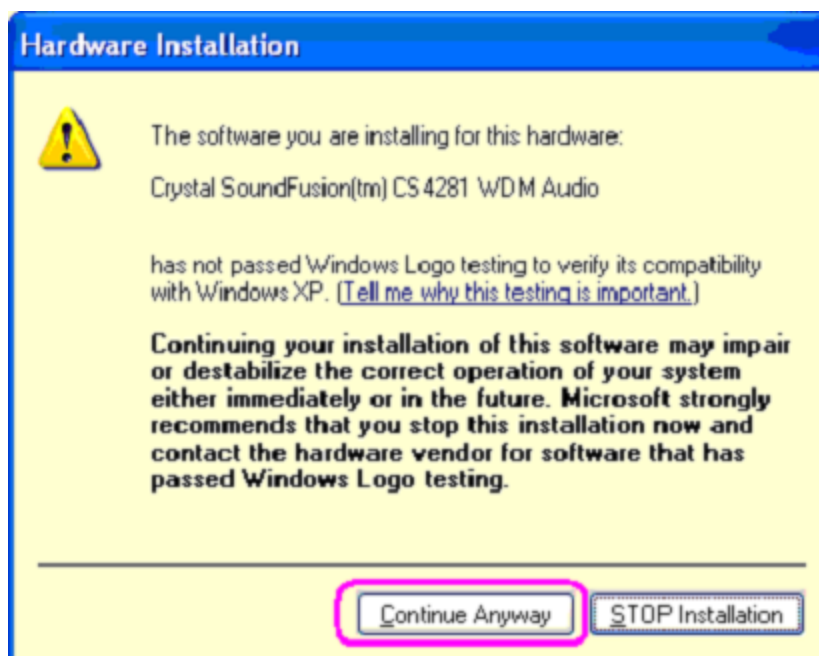 Hardware Installation
The software you are installing for this hardware:
Crystal SoundFusion(tm) CS4281 WDM Audio
has not passed Windows Logo testing to verify its compatibility
with Windows XP. (Tell me why this testing is important.)
Continuing your installation of this software may impair
or destabilize the correct operation of your system
either immediately or in the future. Microsoft strongly
recommends that you stop this installation now and
contact the hardware vendor for software that has
passed Windows Logo testing.
Continue Anyway STOP Installation